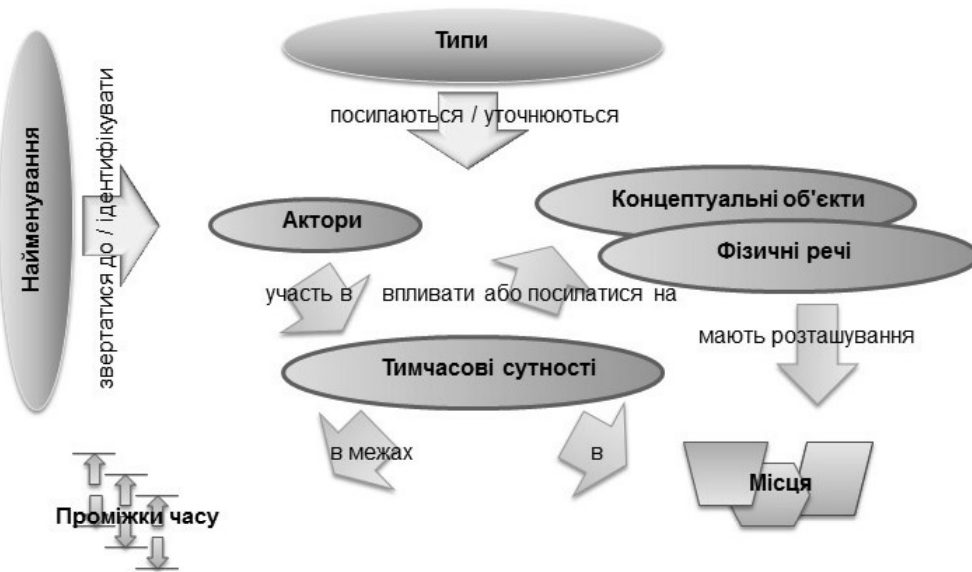 Типи
посилаються / уточнюються
Найменування
звертатися до / ідентифікувати
Актори
Концептуальні об'єкти
Фізичні речі
участь в
впливати або посилатися на
мають розташування
Тимчасові сутності
в межах
в
Місця
Проміжки часу